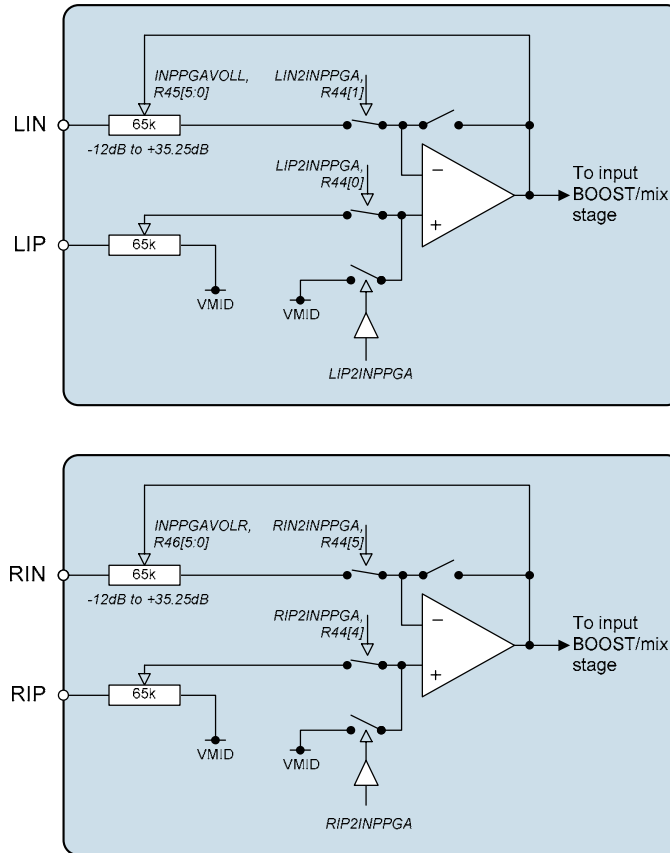 INPPGAVOLL,
R45[5:0]
LIN2INPPGA,
R44[1]
LIN
65k
-12dB to +35.25dB
LIP2INPPGA,
R44[0]
−
+
To input
BOOST/mix
stage
LIP
65k
VMID
VMID
LIP2INPPGA
INPPGAVOLR,
R46[5:0]
RIN2INPPGA,
R44[5]
RIN
65k
-12dB to +35.25dB
RIP2INPPGA,
R44[4]
−
+
To input
BOOST/mix
stage
RIP
65k
VMID
VMID
RIP2INPPGA